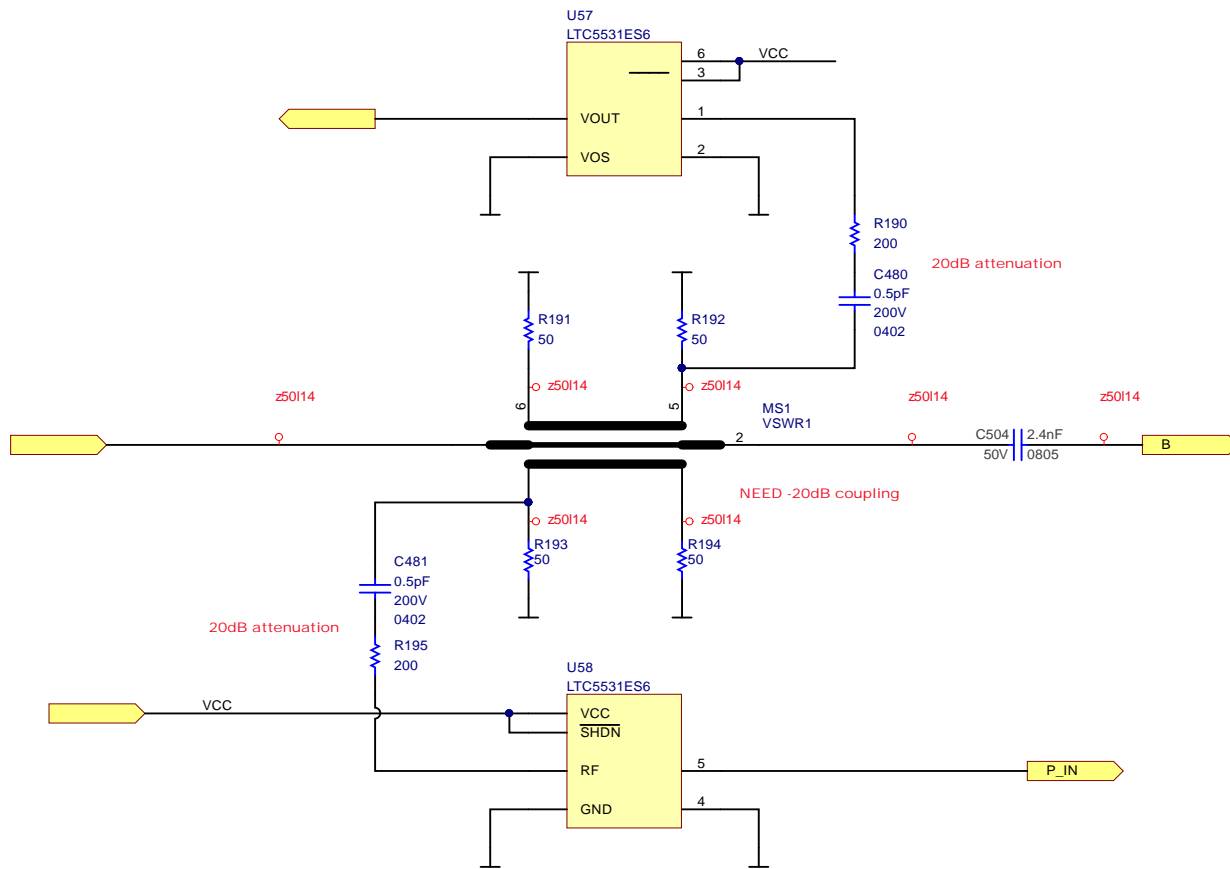 U57
LTC5531ES6
6
VCC
3
VOUT
1
VOS
2
R190
200
20dB attenuation
C480
0.5pF
200V
0402
R191
50
R192
50
z50l14
z50l14
6
5
z50l14
MS1
VSWR1
z50l14
z50l14
2
C504
2.4nF
50V
0805
B
NEED -20dB coupling
z50l14
z50l14
R193
50
R194
50
C481
0.5pF
200V
0402
20dB attenuation
R195
200
U58
LTC5531ES6
VCC
VCC
SHDN
RF
5
P_IN
GND
4